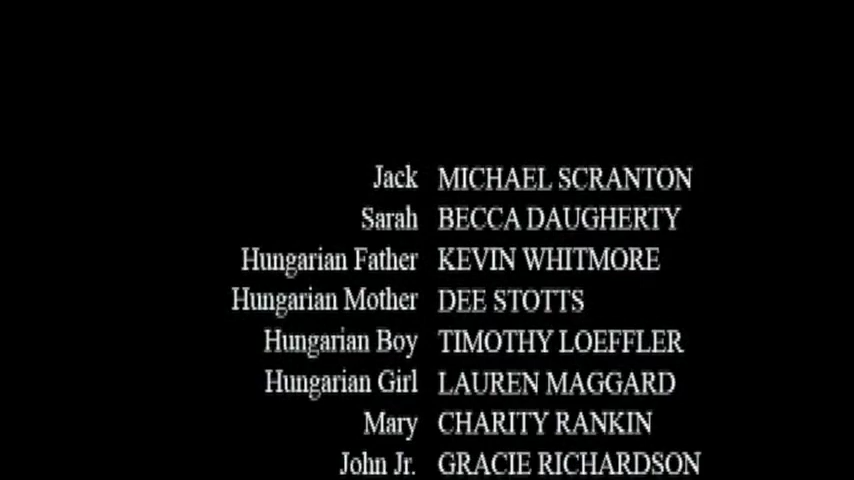 Jack MICHAEL SCRANTON
Sarah BECCA DAUGHERTY
Hungarian Father KEVIN WHITMORE
Hungarian Mother DEE STOTTS
Hungarian Boy TIMOTHY LOEFFLER
Hungarian Girl LAUREN MAGGARD
Mary CHARITY RANKIN
John Jr. GRACIE RICHARDSON